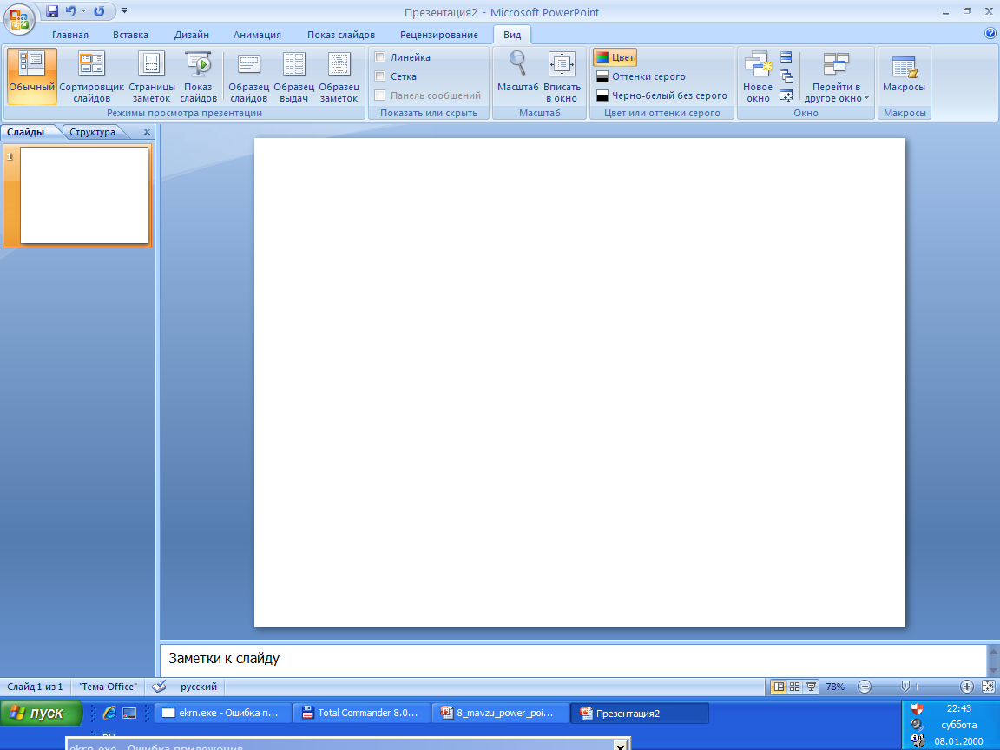 Презентация2 - Microsoft PowerPoint
Главная Вставка Дизайн Анимация Показ слайдов Рецензирование Вид
Обычный
Сортировщик слайдов
Страницы заметок
Показ слайдов
Образец слайдов
Образец выдач
Образец заметок
Режимы просмотра презентации
Линейка
Сетка
Панель сообщений
Показать или скрыть
Масштаб
Вписать в окно
Масштаб
Цвет
Оттенки серого
Черно-белый без серого
Цвет или оттенки серого
Новое окно
Перейти в другое окно
Окно
Макросы
Макросы
Слайды Структура x
1
Заметки к слайду
Слайд 1 из 1 "Тема Office" русский 78%
пуск ekrn.exe - Ошибка п... Total Commander 8.0... 8_mavzu_power_poi... Презентация2
22:43
суббота
08.01.2000
ekrn.exe - Ошибка приложения